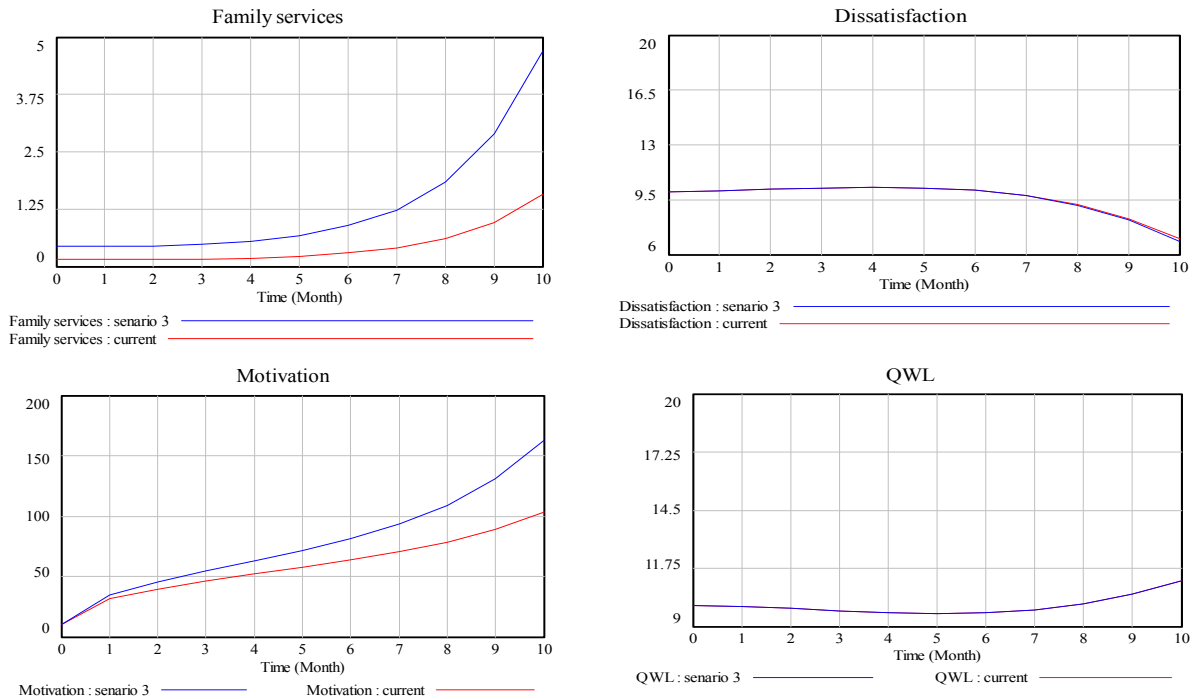 Family services
5
3.75
2.5
1.25
0
0 1 2 3 4 5 6 7 8 9 10
Time (Month)
Family services : senario 3
Family services : current
Dissatisfaction
20
16.5
13
9.5
6
0 1 2 3 4 5 6 7 8 9 10
Time (Month)
Dissatisfaction : senario 3
Dissatisfaction : current
Motivation
200
150
100
50
0
0 1 2 3 4 5 6 7 8 9 10
Time (Month)
Motivation : senario 3 Motivation : current
QWL
20
17.25
14.5
11.75
9
0 1 2 3 4 5 6 7 8 9 10
Time (Month)
QWL : senario 3 QWL : current